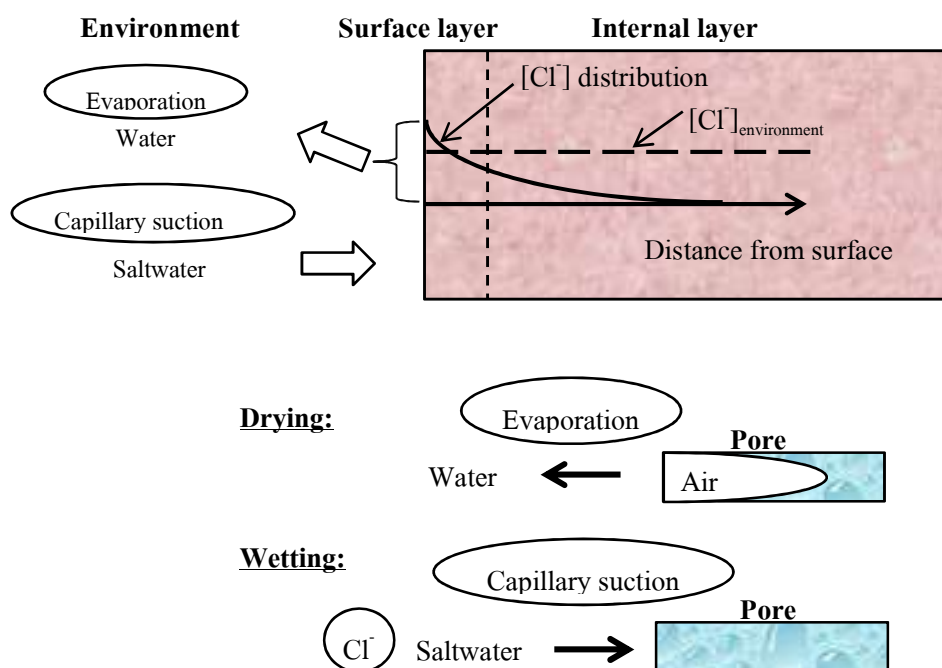 Environment
Surface layer
Internal layer
[Cl⁻] distribution
Evaporation
[Cl⁻]environment
Water
Capillary suction
Distance from surface
Saltwater
Drying:
Evaporation
Pore
Water
Air
Wetting:
Capillary suction
Pore
Cl⁻
Saltwater